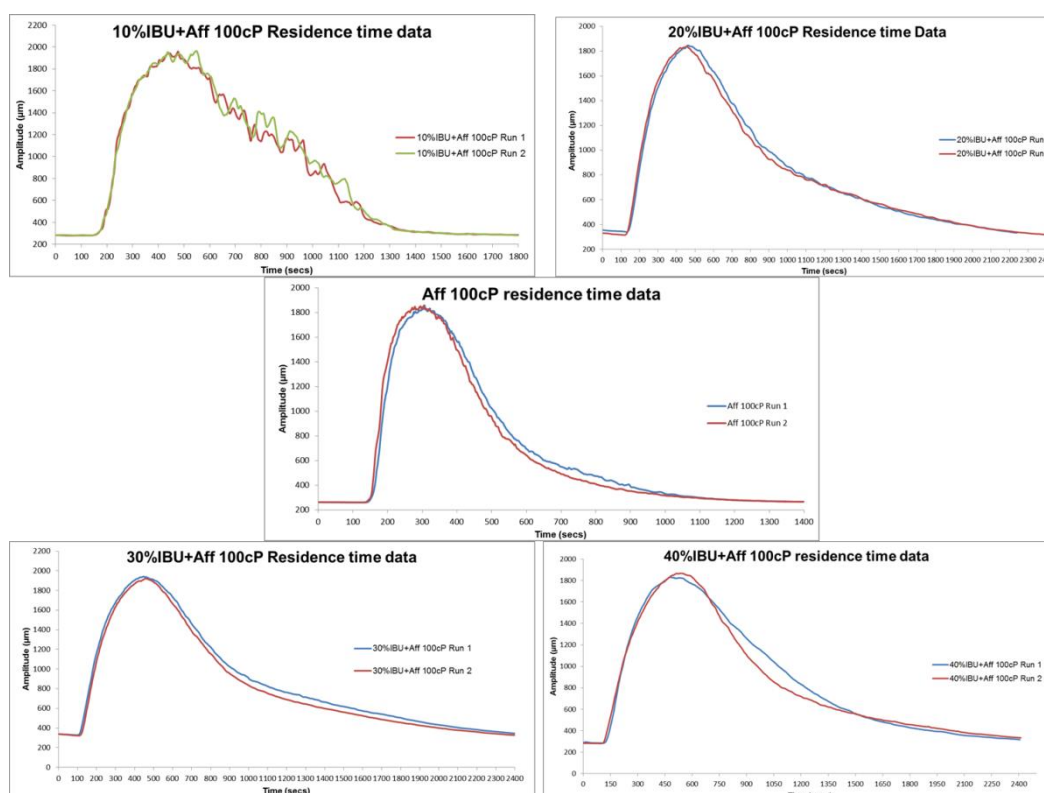 10%IBU+Aff 100cP Residence time data
Amplitude (µm)
2200
2000
1800
1600
1400
1200
1000
800
600
400
200
10%IBU+Aff 100cP Run 1
10%IBU+Aff 100cP Run 2
0 100 200 300 400 500 600 700 800 900 1000 1100 1200 1300 1400 1500 1600 1700 1800
Time (secs)
20%IBU+Aff 100cP Residence time Data
Amplitude (µm)
2000
1800
1600
1400
1200
1000
800
600
400
200
0
20%IBU+Aff 100cP Run
20%IBU+Aff 100cP Run
0 100 200 300 400 500 600 700 800 900 1000 1100 1200 1300 1400 1500 1600 1700 1800 1900 2000 2100 2200 2300
Time (secs)
Aff 100cP residence time data
Amplitude (µm)
1800
1600
1400
1200
1000
800
600
400
200
0
Aff 100cP Run 1
Aff 100cP Run 2
0 100 200 300 400 500 600 700 800 900 1000 1100 1200 1300 1400
Time (secs)
30%IBU+Aff 100cP Residence time data
Amplitude (µm)
2200
2000
1800
1600
1400
1200
1000
800
600
400
200
0
30%IBU+Aff 100cP Run 1
30%IBU+Aff 100cP Run 2
0 100 200 300 400 500 600 700 800 900 1000 1100 1200 1300 1400 1500 1600 1700 1800 1900 2000 2100 2200 2300 2400
Time (secs)
40%IBU+Aff 100cP residence time data
Amplitude (µm)
2000
1800
1600
1400
1200
1000
800
600
400
200
0
40%IBU+Aff 100cP Run 1
40%IBU+Aff 100cP Run 2
0 150 300 450 600 750 900 1050 1200 1350 1500 1650 1800 1950 2100 2250 2400